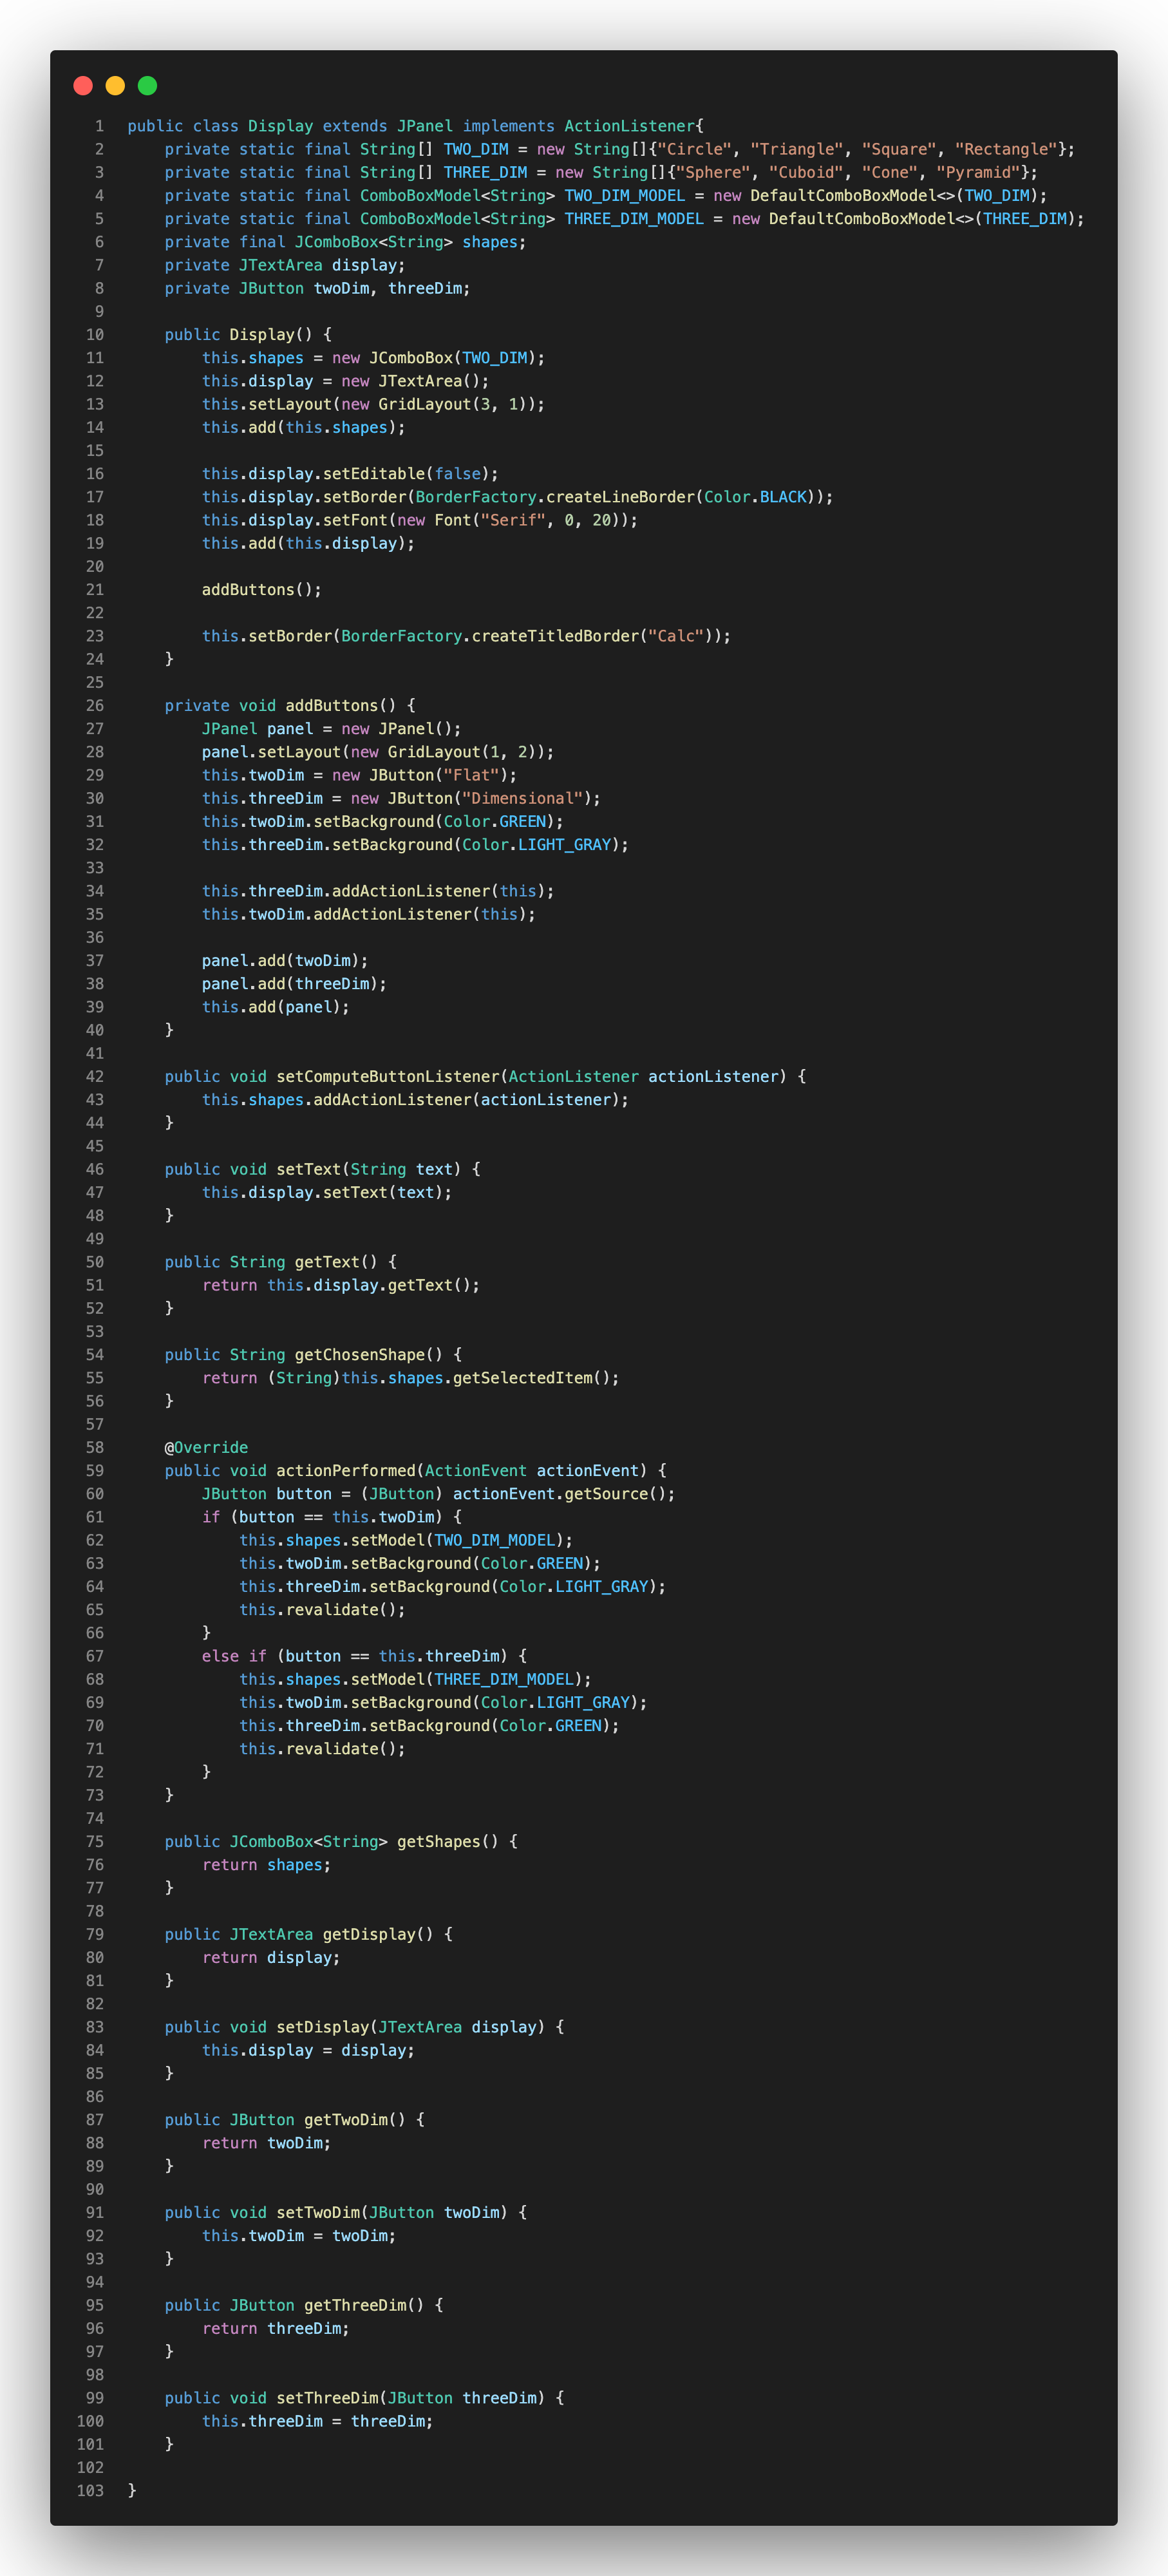 1 public class Display extends JPanel implements ActionListener{
2     private static final String[] TWO_DIM = new String[]{"Circle", "Triangle", "Square", "Rectangle"};
3     private static final String[] THREE_DIM = new String[]{"Sphere", "Cuboid", "Cone", "Pyramid"};
4     private static final ComboBoxModel<String> TWO_DIM_MODEL = new DefaultComboBoxModel<>(TWO_DIM);
5     private static final ComboBoxModel<String> THREE_DIM_MODEL = new DefaultComboBoxModel<>(THREE_DIM);
6     private final JComboBox<String> shapes;
7     private JTextArea display;
8     private JButton twoDim, threeDim;
9
10     public Display() {
11         this.shapes = new JComboBox(TWO_DIM);
12         this.display = new JTextArea();
13         this.setLayout(new GridLayout(3, 1));
14         this.add(this.shapes);
15
16         this.display.setEditable(false);
17         this.display.setBorder(BorderFactory.createLineBorder(Color.BLACK));
18         this.display.setFont(new Font("Serif", 0, 20));
19         this.add(this.display);
20
21         addButtons();
22
23         this.setBorder(BorderFactory.createTitledBorder("Calc"));
24     }
25
26     private void addButtons() {
27         JPanel panel = new JPanel();
28         panel.setLayout(new GridLayout(1, 2));
29         this.twoDim = new JButton("Flat");
30         this.threeDim = new JButton("Dimensional");
31         this.twoDim.setBackground(Color.GREEN);
32         this.threeDim.setBackground(Color.LIGHT_GRAY);
33
34         this.threeDim.addActionListener(this);
35         this.twoDim.addActionListener(this);
36
37         panel.add(twoDim);
38         panel.add(threeDim);
39         this.add(panel);
40     }
41
42     public void setComputeButtonListener(ActionListener actionListener) {
43         this.shapes.addActionListener(actionListener);
44     }
45
46     public void setText(String text) {
47         this.display.setText(text);
48     }
49
50     public String getText() {
51         return this.display.getText();
52     }
53
54     public String getChosenShape() {
55         return (String)this.shapes.getSelectedItem();
56     }
57
58     @Override
59     public void actionPerformed(ActionEvent actionEvent) {
60         JButton button = (JButton) actionEvent.getSource();
61         if (button == this.twoDim) {
62             this.shapes.setModel(TWO_DIM_MODEL);
63             this.twoDim.setBackground(Color.GREEN);
64             this.threeDim.setBackground(Color.LIGHT_GRAY);
65             this.revalidate();
66         }
67         else if (button == this.threeDim) {
68             this.shapes.setModel(THREE_DIM_MODEL);
69             this.twoDim.setBackground(Color.LIGHT_GRAY);
70             this.threeDim.setBackground(Color.GREEN);
71             this.revalidate();
72         }
73     }
74
75     public JComboBox<String> getShapes() {
76         return shapes;
77     }
78
79     public JTextArea getDisplay() {
80         return display;
81     }
82
83     public void setDisplay(JTextArea display) {
84         this.display = display;
85     }
86
87     public JButton getTwoDim() {
88         return twoDim;
89     }
90
91     public void setTwoDim(JButton twoDim) {
92         this.twoDim = twoDim;
93     }
94
95     public JButton getThreeDim() {
96         return threeDim;
97     }
98
99     public void setThreeDim(JButton threeDim) {
100         this.threeDim = threeDim;
101     }
102
103 }